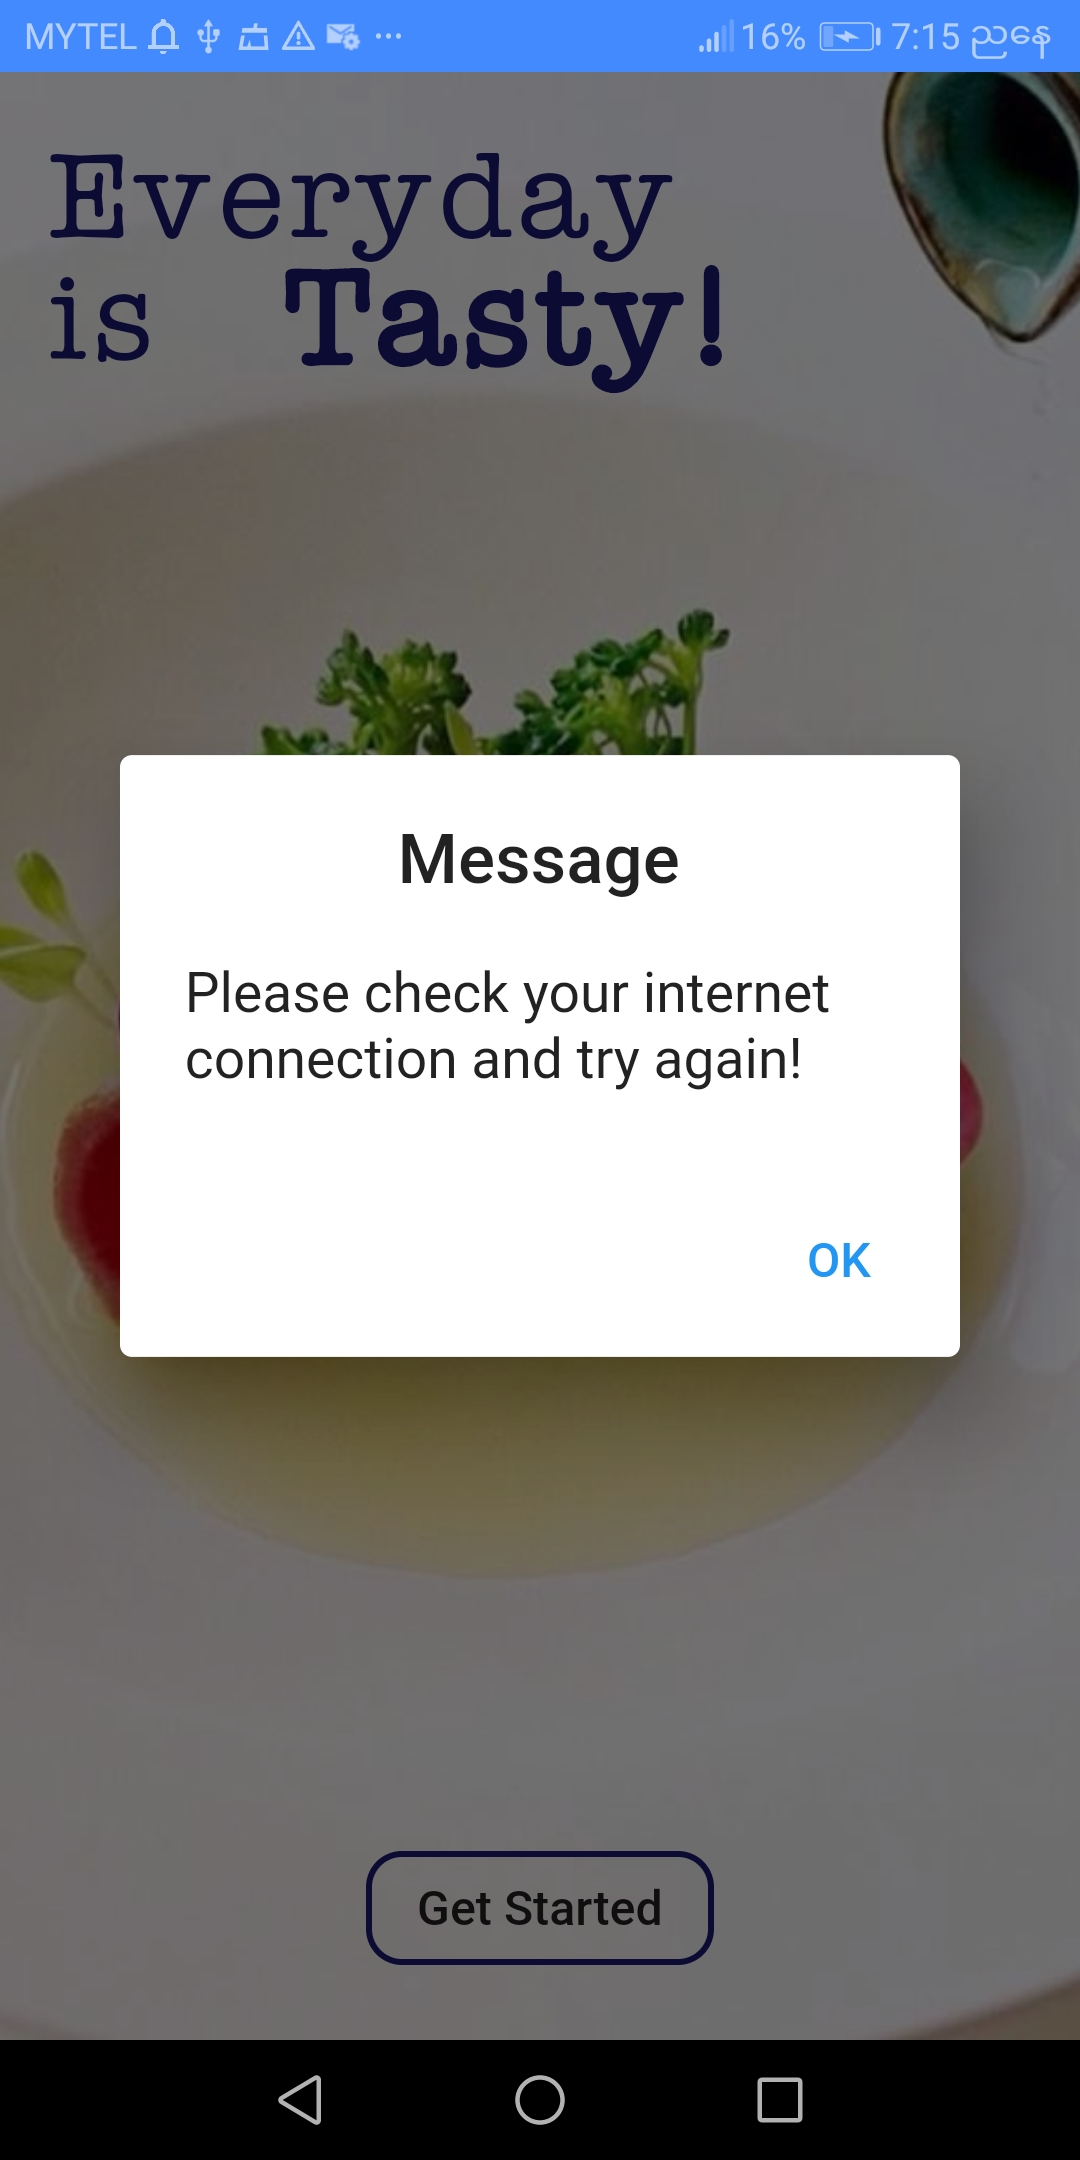 MYTEL 16% 7:15 ညနေ
Everyday
is Tasty!
Message
Please check your internet
connection and try again!
OK
Get Started